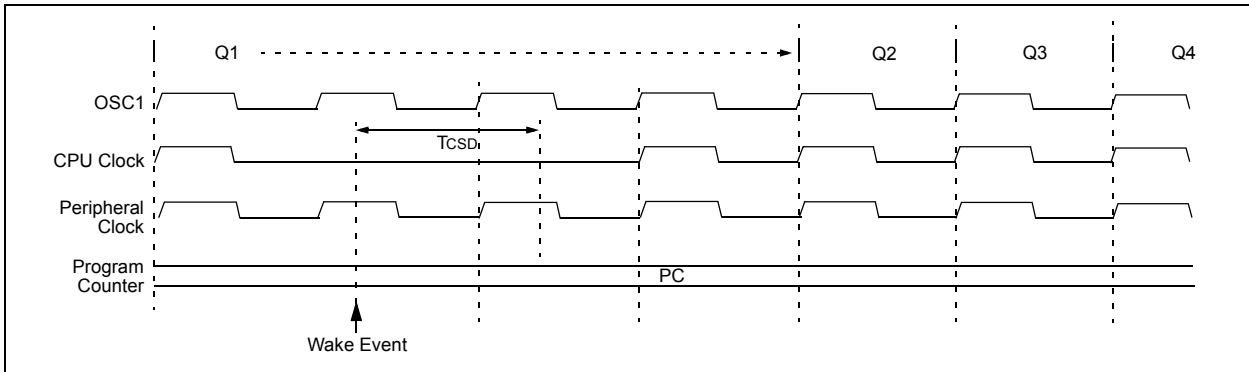 Q1 Q2 Q3 Q4
OSC1
TCSD
CPU Clock
Peripheral
Clock
Program
Counter
PC
Wake Event